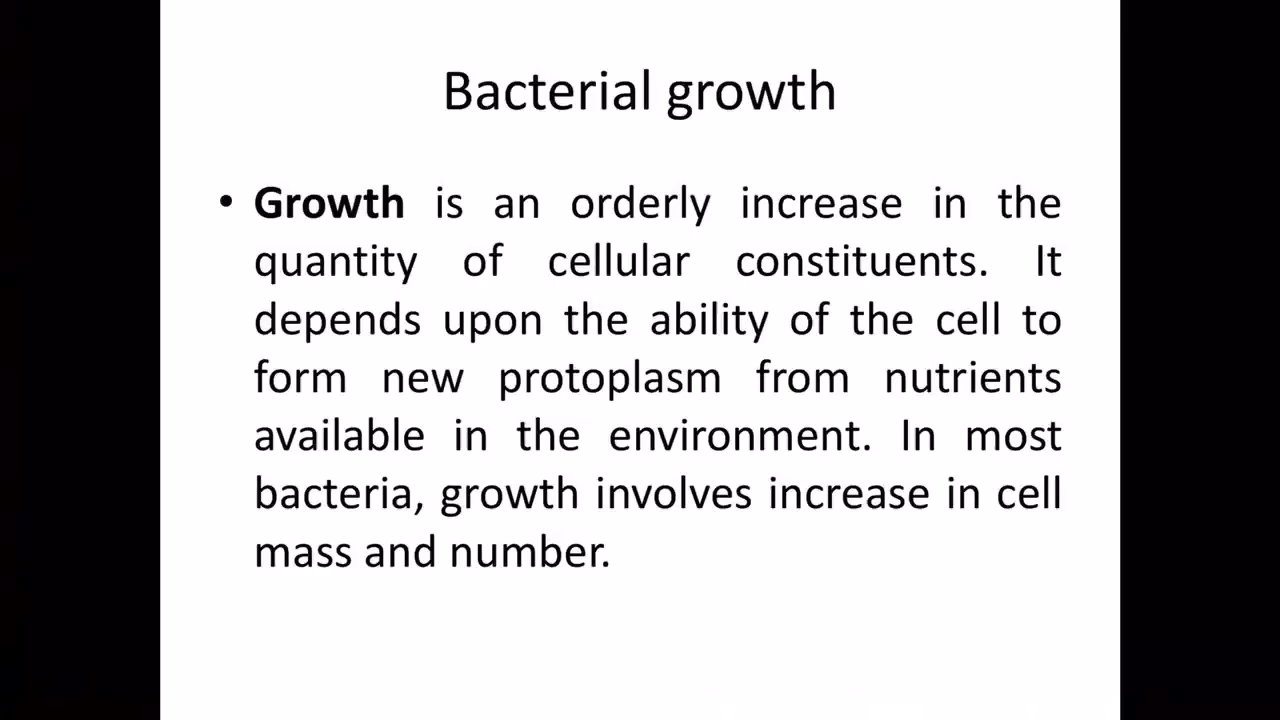 Bacterial growth
• Growth is an orderly increase in the
quantity of cellular constituents. It
depends upon the ability of the cell to
form new protoplasm from nutrients
available in the environment. In most
bacteria, growth involves increase in cell
mass and number.